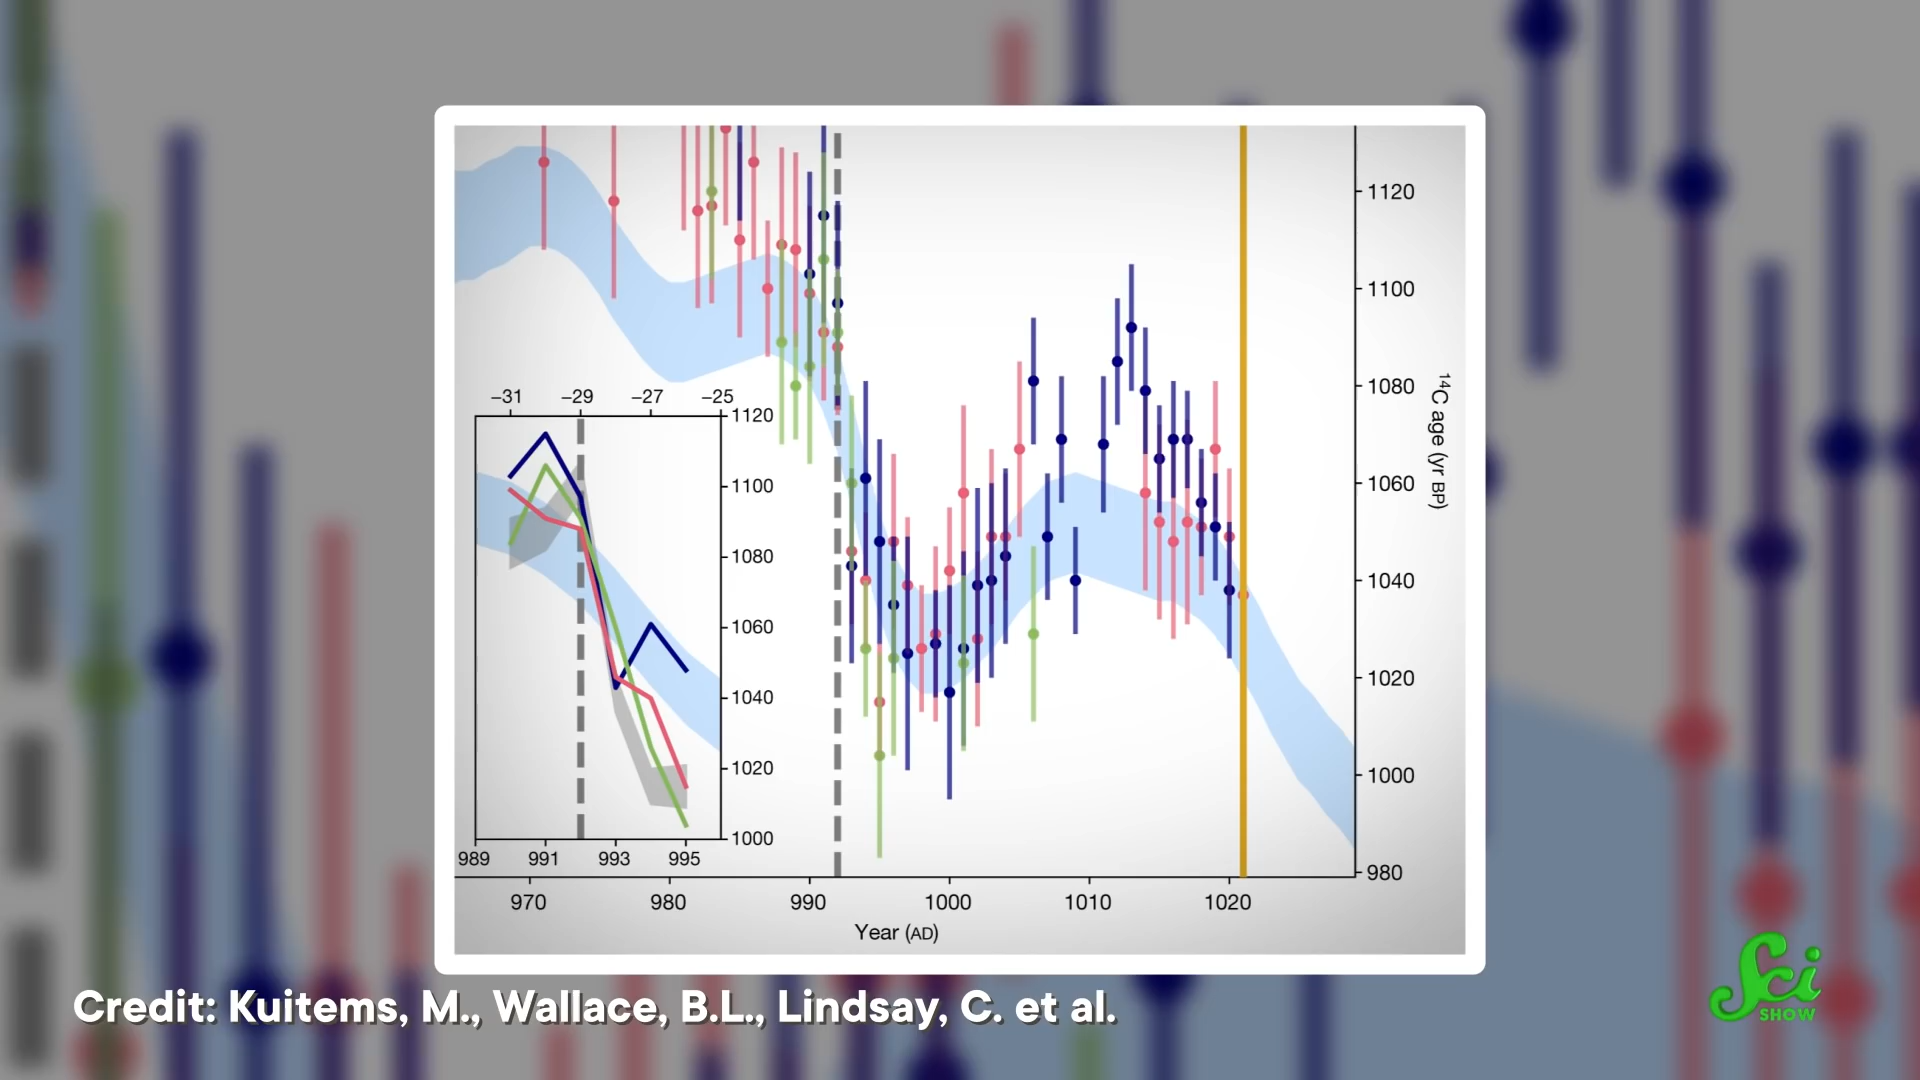 1120
1100
1080
1060
1040
1020
1000
980
¹⁴C age (yr BP)
−31 −29 −27 −25
1120
1100
1080
1060
1040
1020
1000
989 991 993 995
970 980 990 1000 1010 1020
Year (AD)
Credit: Kuitems, M., Wallace, B.L., Lindsay, C. et al.
Sci
SHOW